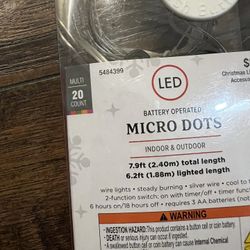 5484399
LED
$
Christmas Li
Accesso
MULTI
20
COUNT
BATTERY OPERATED
MICRO DOTS
INDOOR & OUTDOOR
7.9ft (2.40m) total length
6.2ft (1.88m) lighted length
wire lights • steady burning • silver wire • cool to
2-function switch: on with timer/off • timer funct
6 hours on/18 hours off • requires 3 AA batteries (not
WARNING
INGESTION HAZARD: This product contains a button cell or coin battery.
DEATH or serious injury can occur if ingested.
A swallowed button cell or coin battery can cause
Internal Chemical